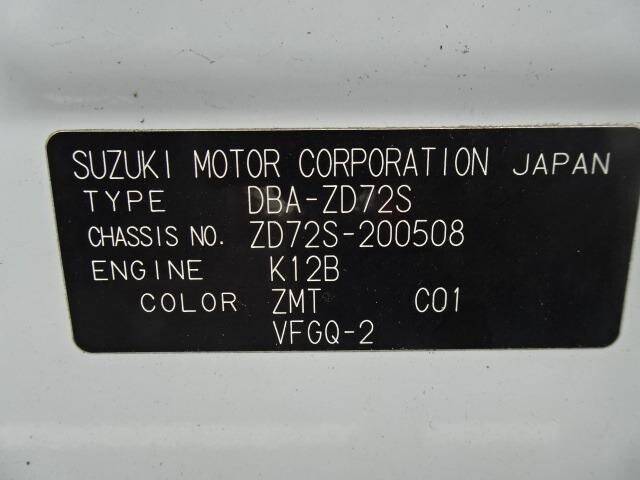 SUZUKI MOTOR CORPORATION JAPAN
TYPE DBA-ZD72S
CHASSIS NO. ZD72S-200508
ENGINE K12B
COLOR ZMT C01
VFGQ-2